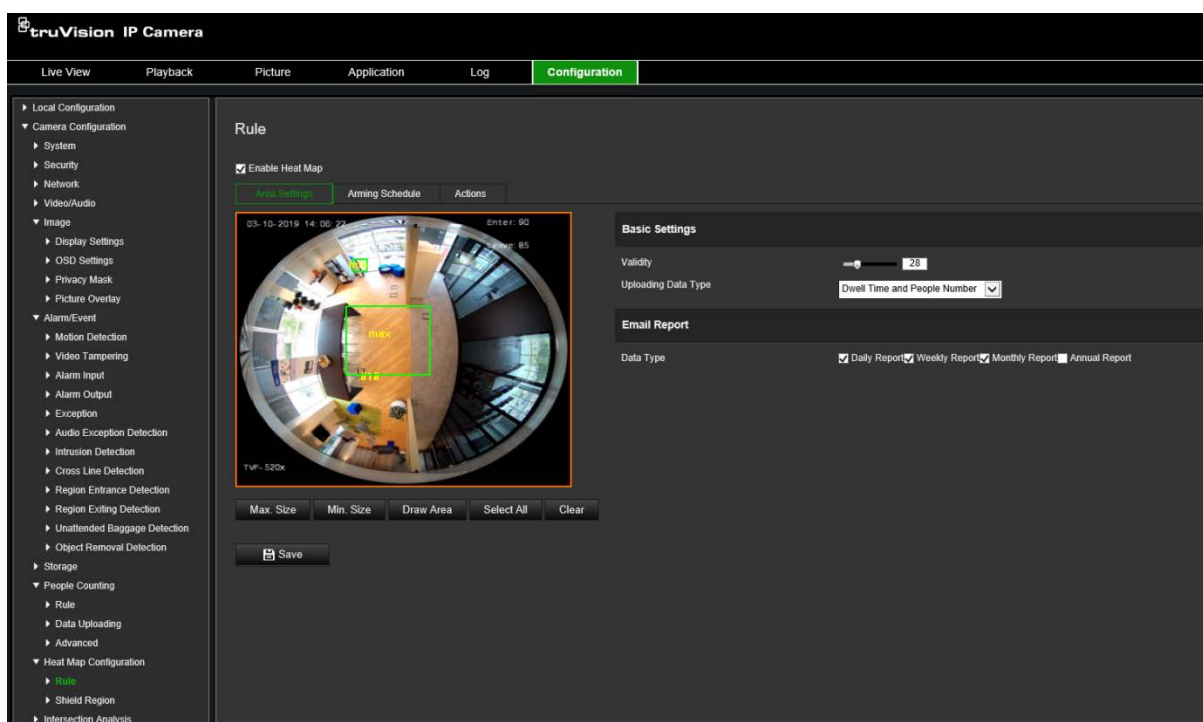 truVision IP Camera
Live View Playback Picture Application Log Configuration
Local Configuration
Camera Configuration
System
Security
Network
Video/Audio
Image
Display Settings
OSD Settings
Privacy Mask
Picture Overlay
Alarm/Event
Motion Detection
Video Tampering
Alarm Input
Alarm Output
Exception
Audio Exception Detection
Intrusion Detection
Cross Line Detection
Region Entrance Detection
Region Exiting Detection
Unattended Baggage Detection
Object Removal Detection
Storage
People Counting
Rule
Data Uploading
Advanced
Heat Map Configuration
Rule
Shield Region
Intersection Analysis
Rule
Enable Heat Map
Area Settings Arming Schedule Actions
03-10-2019 14:06:22 Enter: 90
Leave: 85
max
TVF-520x
Max. Size Min. Size Draw Area Select All Clear
Save
Basic Settings
Validity 28
Uploading Data Type Dwell Time and People Number
Email Report
Data Type Daily Report Weekly Report Monthly Report Annual Report